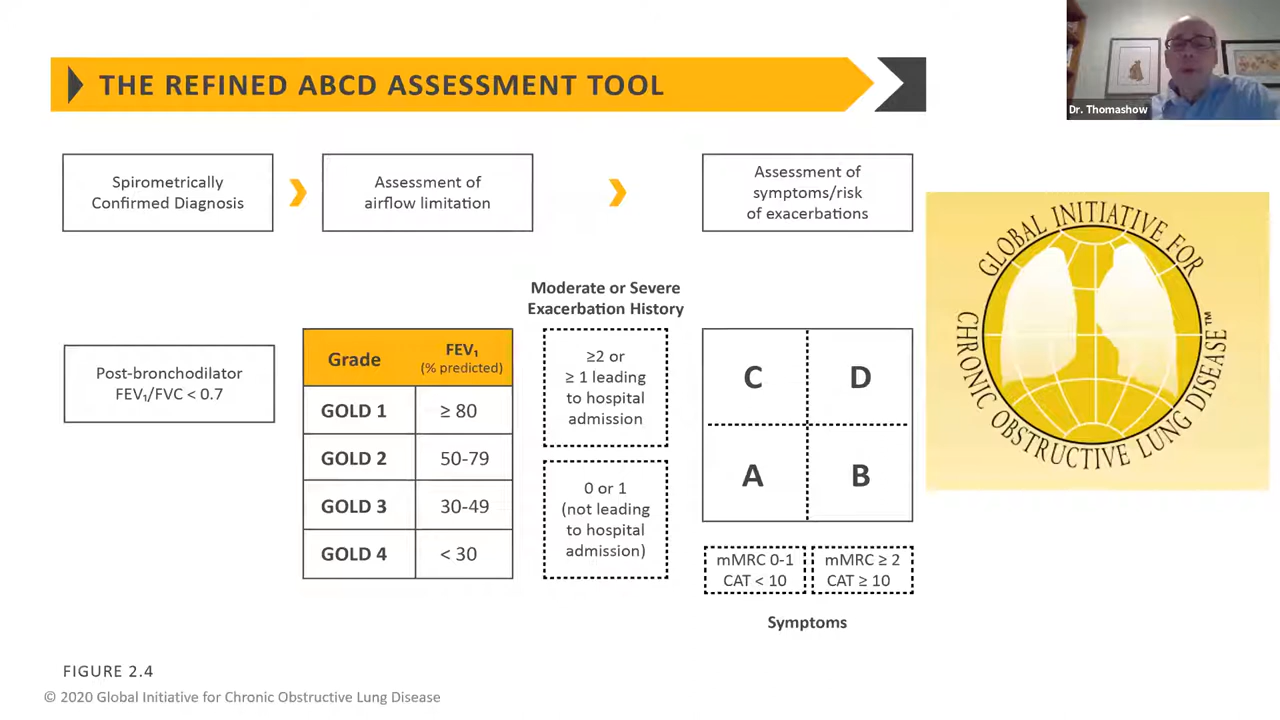 THE REFINED ABCD ASSESSMENT TOOL
Dr. Thomashow
Spirometrically
Confirmed Diagnosis
Assessment of
airflow limitation
Assessment of
symptoms/risk
of exacerbations
GLOBAL INITIATIVE FOR
CHRONIC OBSTRUCTIVE LUNG DISEASE™
Post-bronchodilator
FEV₁/FVC < 0.7
Grade FEV₁
(% predicted)
GOLD 1 ≥ 80
GOLD 2 50-79
GOLD 3 30-49
GOLD 4 < 30
Moderate or Severe
Exacerbation History
≥2 or
≥ 1 leading
to hospital
admission
0 or 1
(not leading
to hospital
admission)
C D
A B
mMRC 0-1
CAT < 10
mMRC ≥ 2
CAT ≥ 10
Symptoms
FIGURE 2.4
© 2020 Global Initiative for Chronic Obstructive Lung Disease